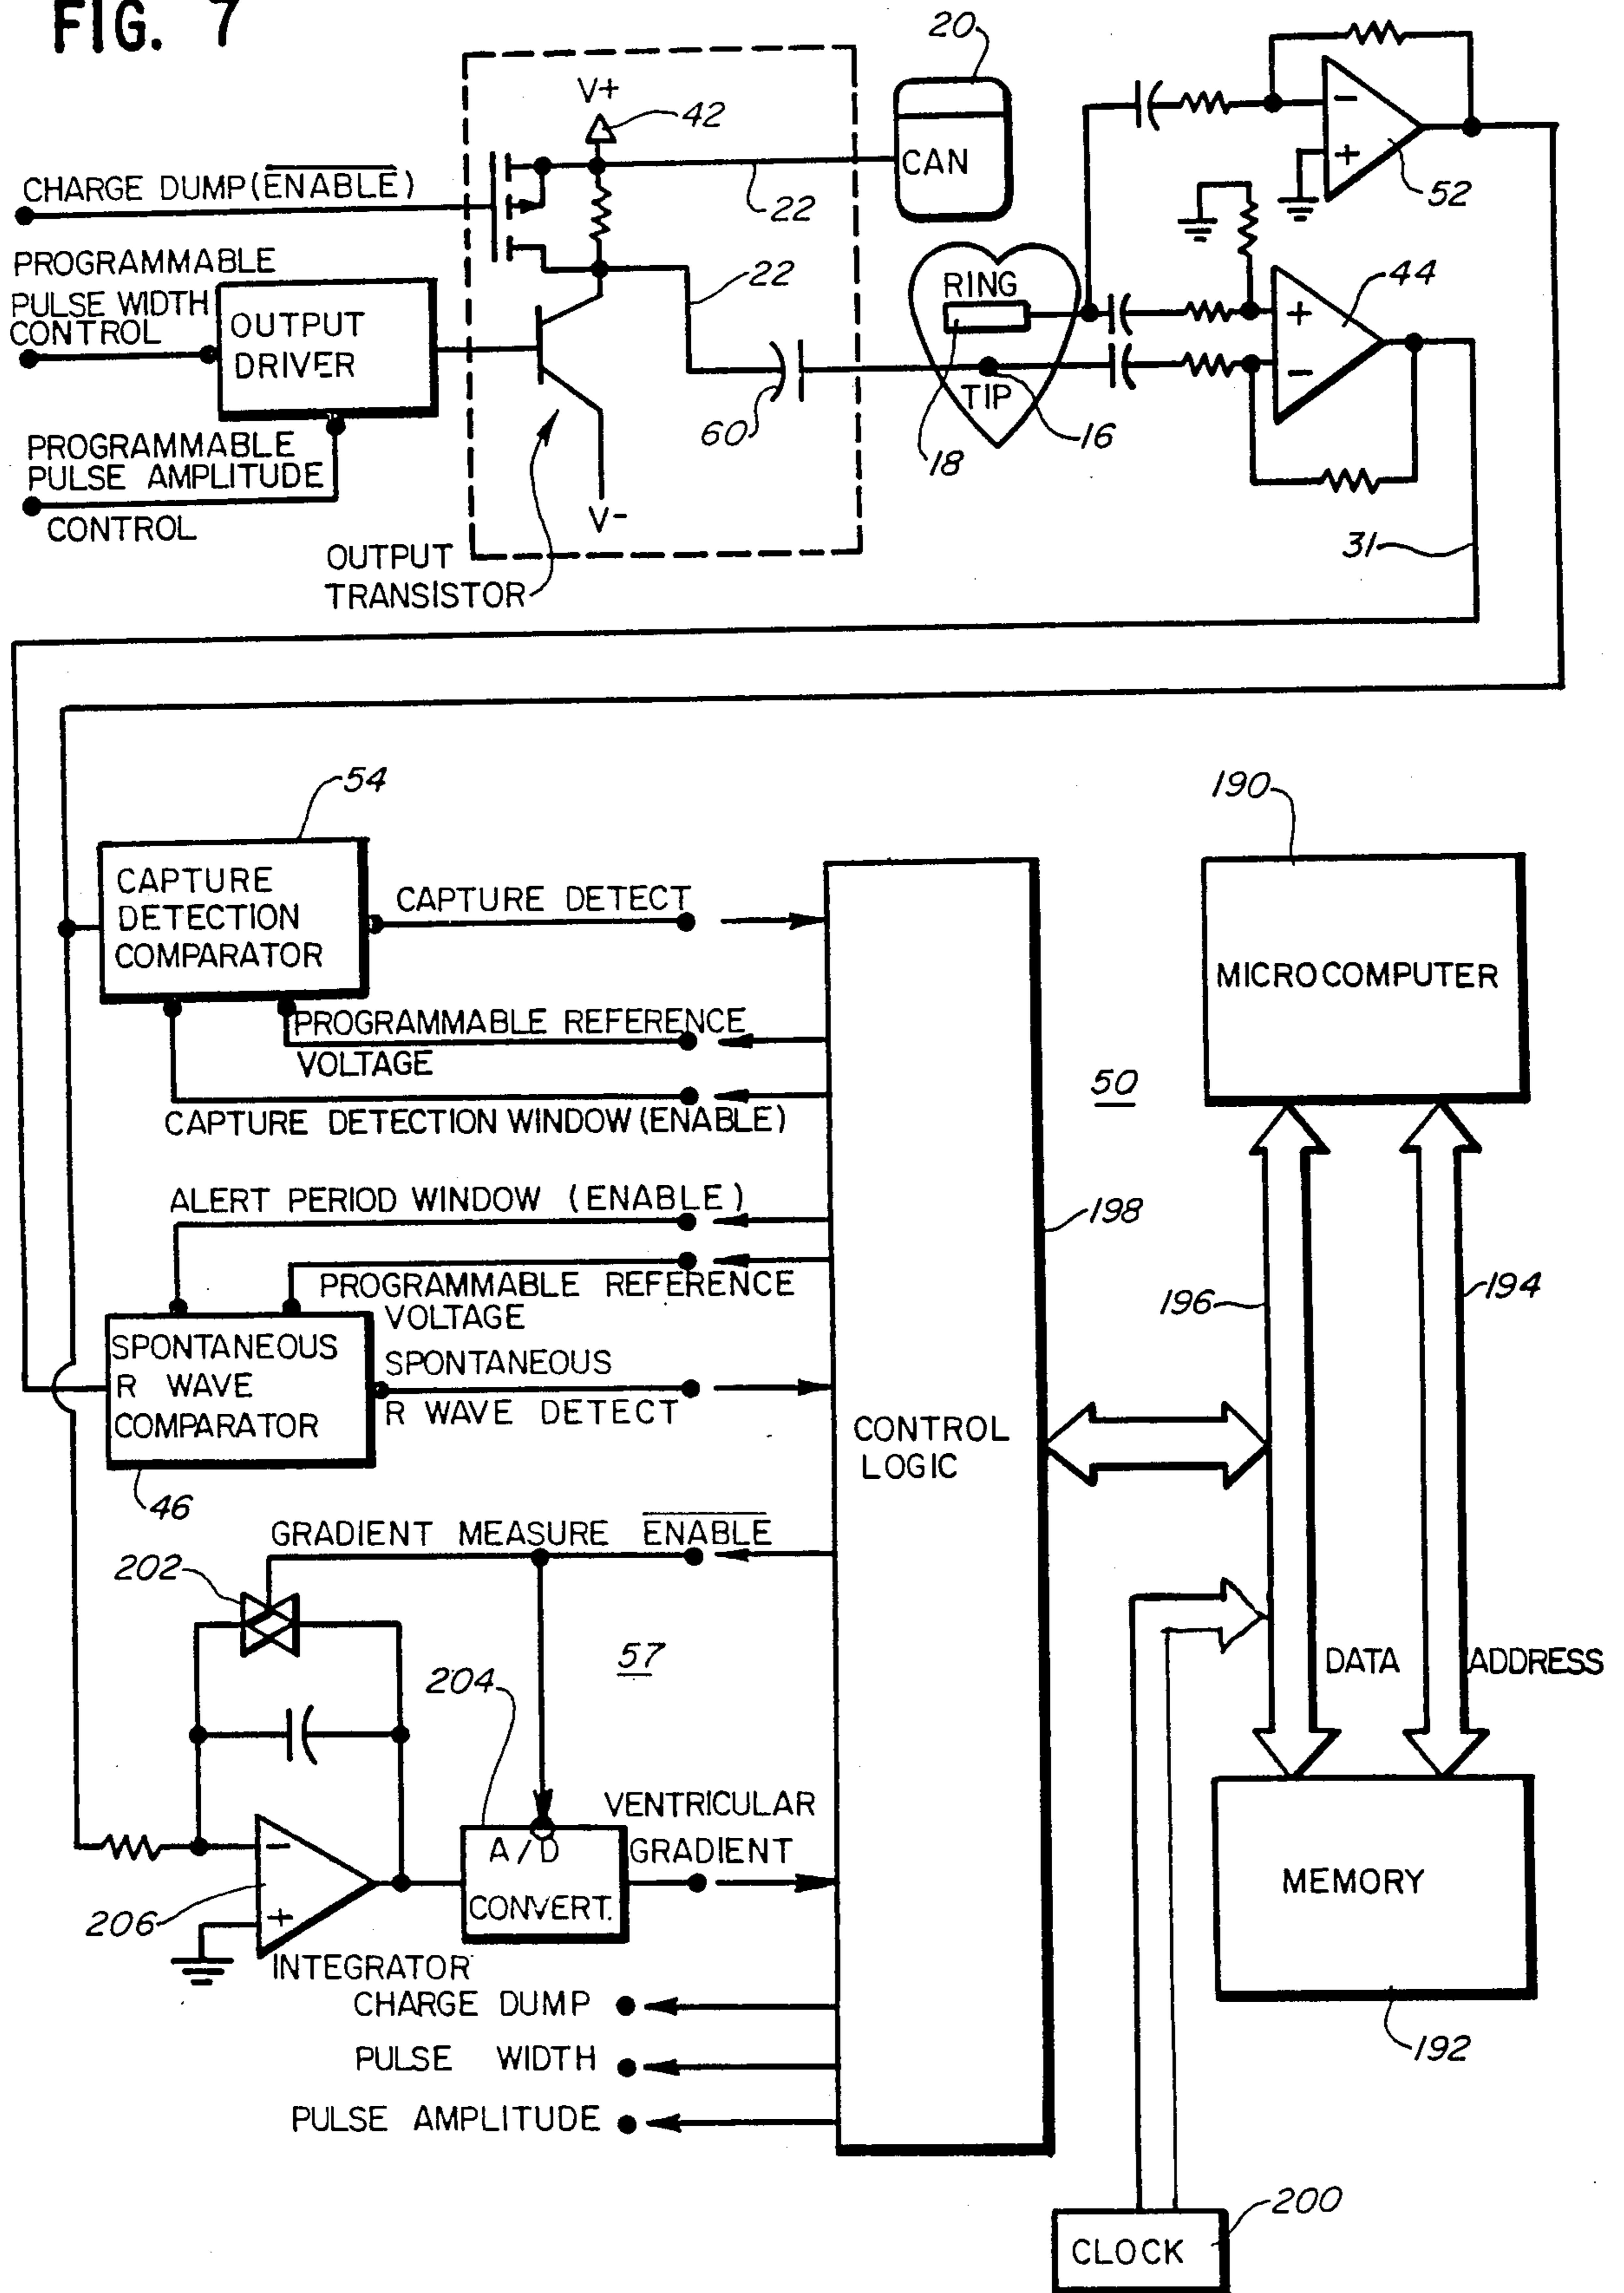 FIG. 7
20
V+
42
CAN
CHARGE DUMP (ENABLE)
22
−
+
52
PROGRAMMABLE
PULSE WIDTH
CONTROL
OUTPUT
DRIVER
22
RING
+
−
44
TIP
60
18
16
PROGRAMMABLE
PULSE AMPLITUDE
CONTROL
V-
OUTPUT
TRANSISTOR
31
54
190
CAPTURE
DETECTION
COMPARATOR
CAPTURE DETECT
MICROCOMPUTER
PROGRAMMABLE REFERENCE
VOLTAGE
50
CAPTURE DETECTION WINDOW (ENABLE)
ALERT PERIOD WINDOW (ENABLE)
198
PROGRAMMABLE REFERENCE
VOLTAGE
196
194
SPONTANEOUS
R WAVE
COMPARATOR
SPONTANEOUS
R WAVE DETECT
CONTROL
LOGIC
46
GRADIENT MEASURE ENABLE
202
57
204
DATA
ADDRESS
VENTRICULAR
GRADIENT
A/D
CONVERT.
−
+
206
MEMORY
INTEGRATOR
CHARGE DUMP
192
PULSE WIDTH
PULSE AMPLITUDE
200
CLOCK